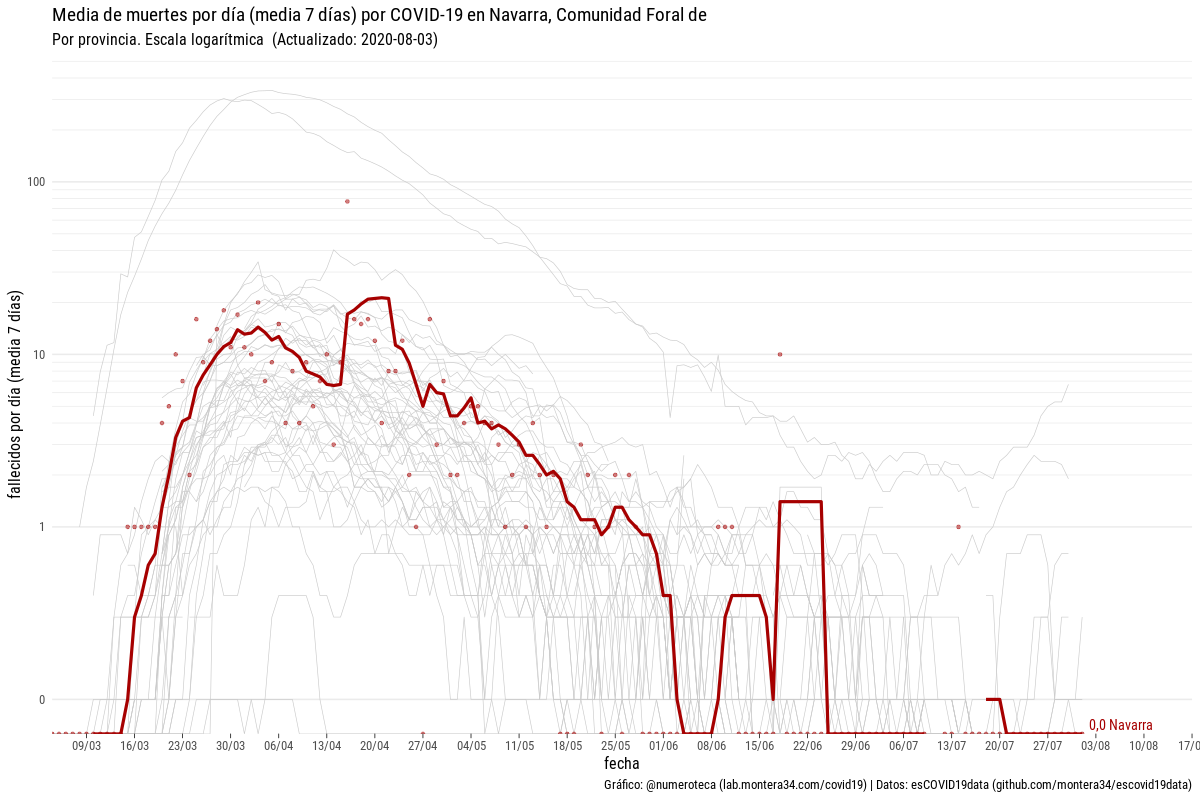 Media de muertes por día (media 7 días) por COVID-19 en Navarra, Comunidad Foral de
Por provincia. Escala logarítmica  (Actualizado: 2020-08-03)
fallecidos por día (media  7 días)
100
10
1
0
0,0 Navarra
09/03 16/03 23/03 30/03 06/04 13/04 20/04 27/04 04/05 11/05 18/05 25/05 01/06 08/06 15/06 22/06 29/06 06/07 13/07 20/07 27/07 03/08 10/08 17/0
fecha
Gráfico: @numeroteca (lab.montera34.com/covid19) | Datos: esCOVID19data (github.com/montera34/escovid19data)